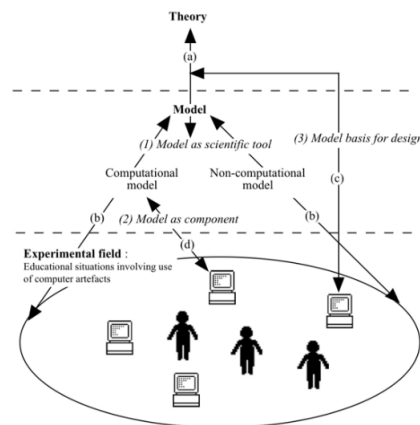 Theory
(a)
Model
(1) Model as scientific tool
(3) Model basis for design
Computational
model
Non-computational
model
(c)
(b)
(2) Model as component
(b)
(d)
Experimental field :
Educational situations involving use
of computer artefacts